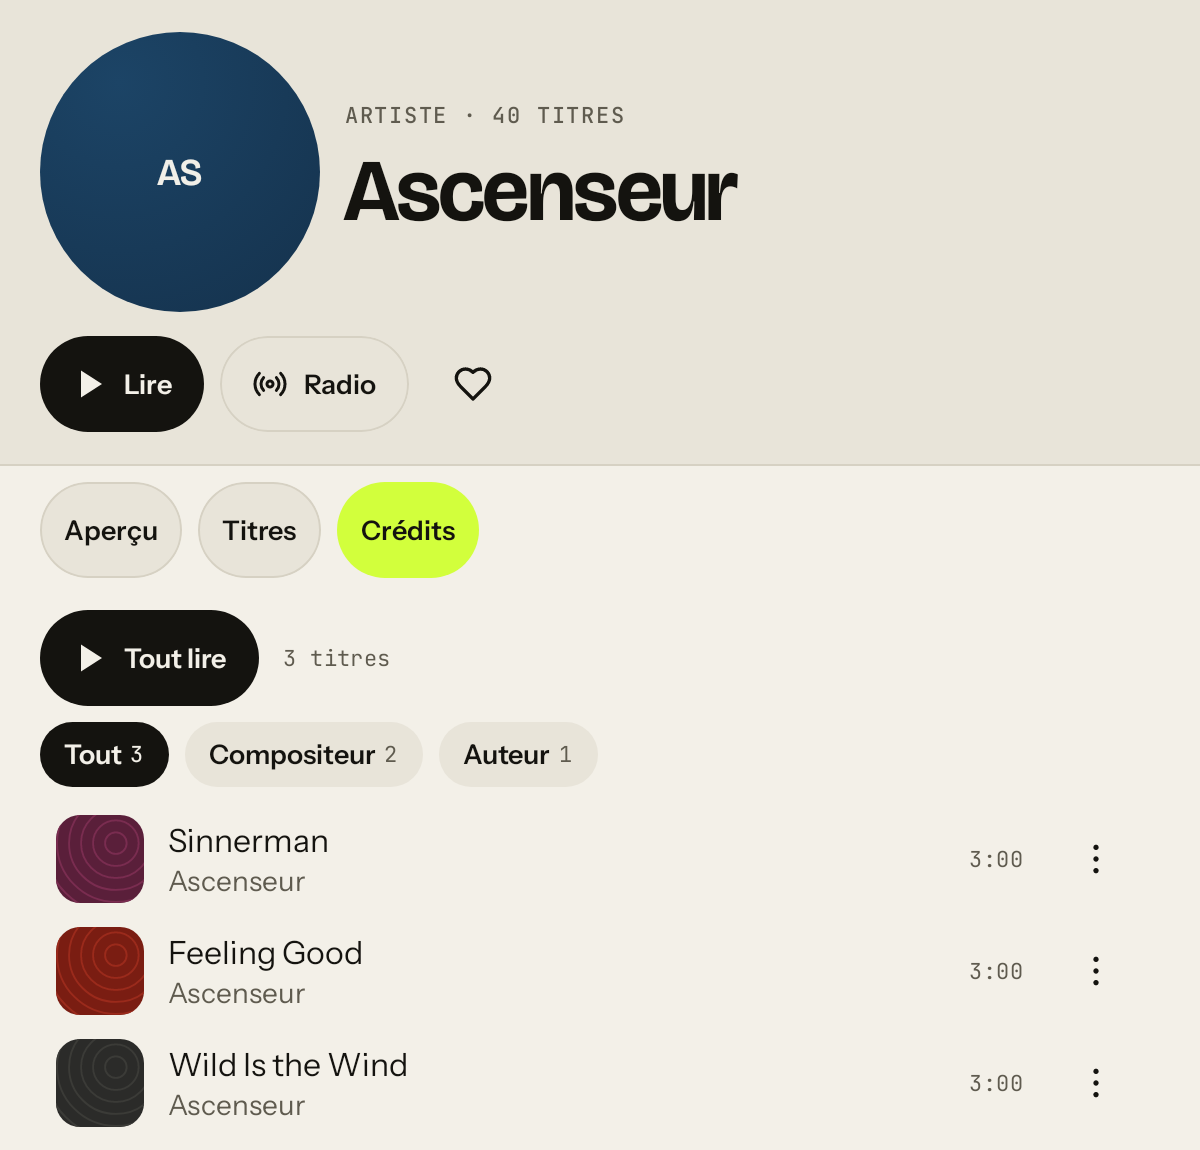 AS
ARTISTE · 40 TITRES
Ascenseur
Lire
Radio
Aperçu
Titres
Crédits
Tout lire
3 titres
Tout 3
Compositeur 2
Auteur 1
Sinnerman
Ascenseur
3:00
Feeling Good
Ascenseur
3:00
Wild Is the Wind
Ascenseur
3:00